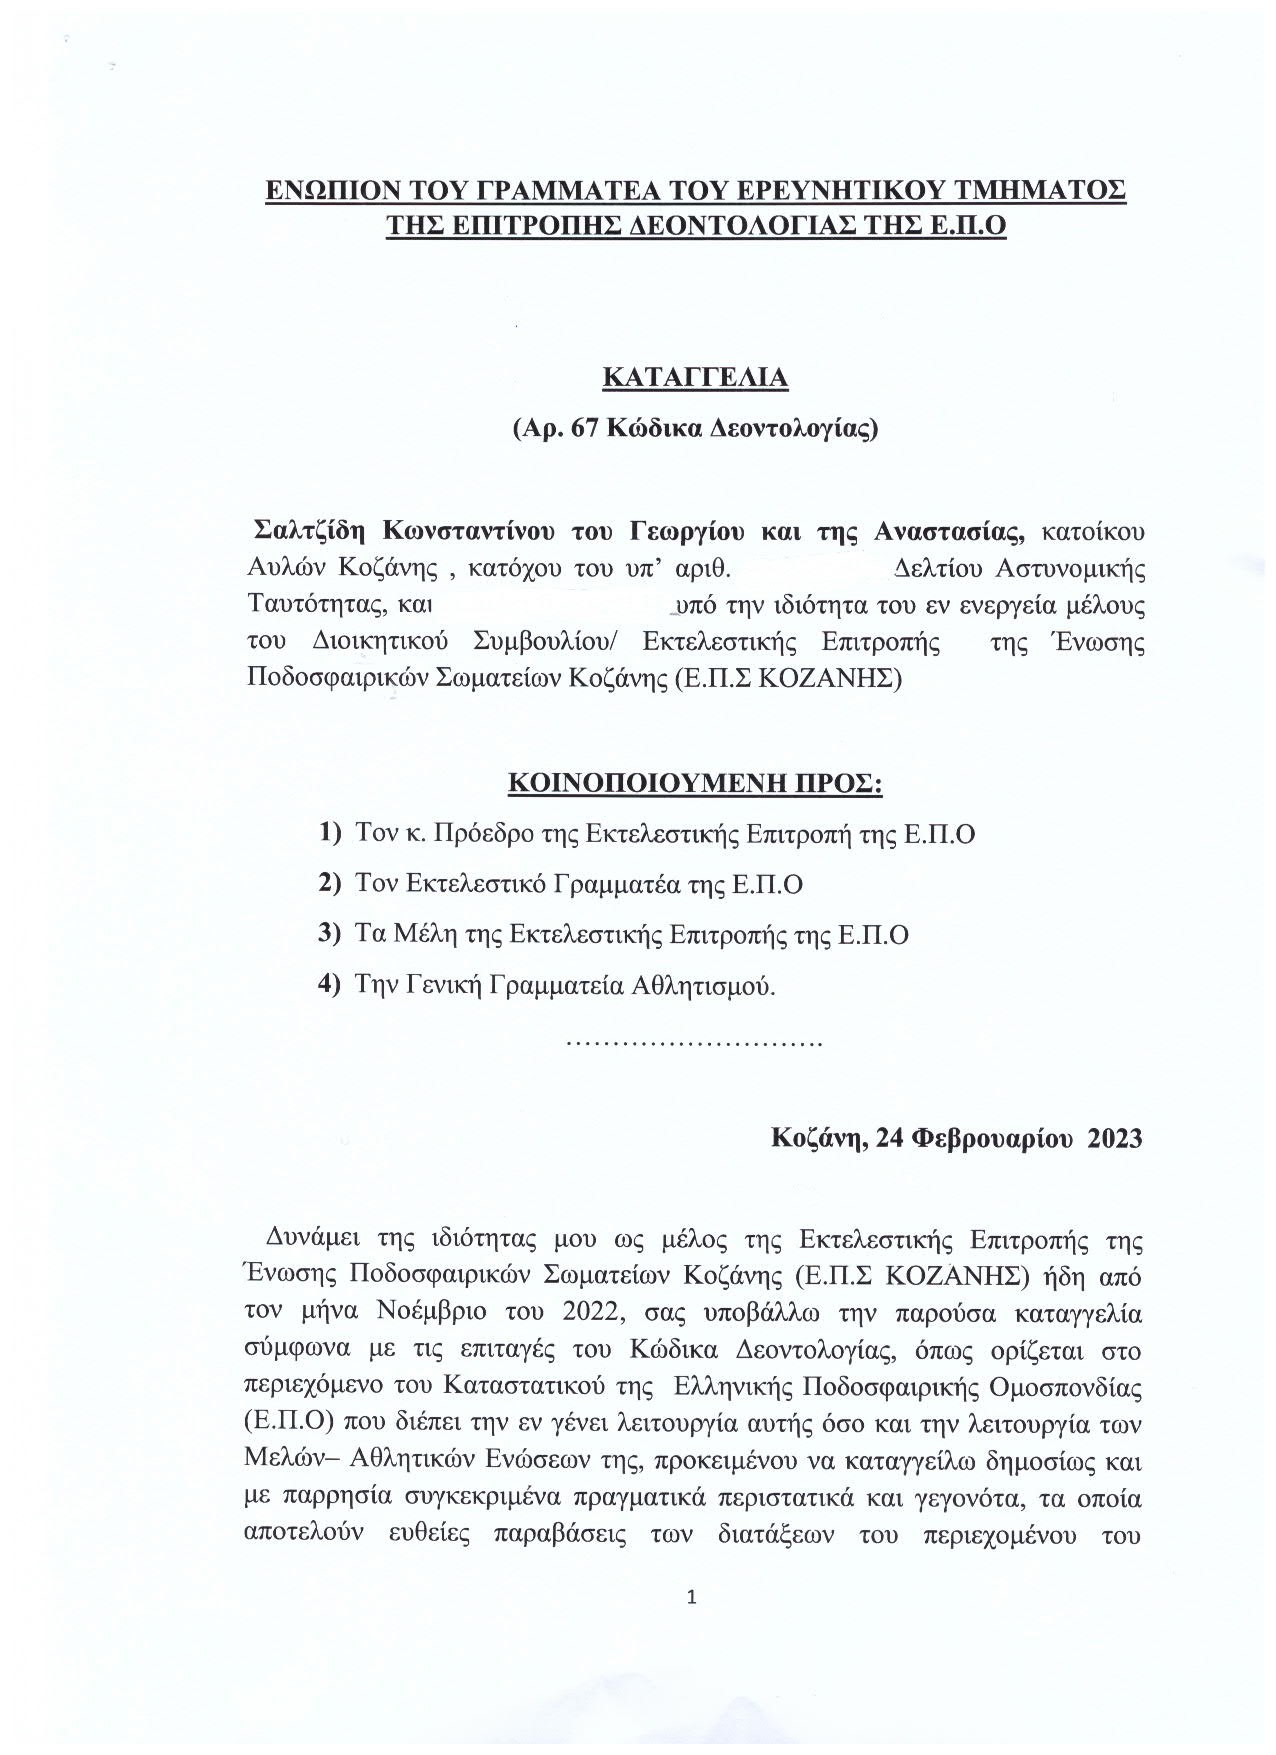 ΕΝΩΠΙΟΝ ΤΟΥ ΓΡΑΜΜΑΤΕΑ ΤΟΥ ΕΡΕΥΝΗΤΙΚΟΥ ΤΜΗΜΑΤΟΣ
ΤΗΣ ΕΠΙΤΡΟΠΗΣ ΔΕΟΝΤΟΛΟΓΙΑΣ ΤΗΣ Ε.Π.Ο
ΚΑΤΑΓΓΕΛΙΑ
(Αρ. 67 Κώδικα Δεοντολογίας)
Σαλτζίδη Κωνσταντίνου του Γεωργίου και της Αναστασίας, κατοίκου
Αυλών Κοζάνης , κατόχου του υπ’ αριθ. Δελτίου Αστυνομικής
Ταυτότητας, και υπό την ιδιότητα του εν ενεργεία μέλους
του Διοικητικού Συμβουλίου/ Εκτελεστικής Επιτροπής της Ένωσης
Ποδοσφαιρικών Σωματείων Κοζάνης (Ε.Π.Σ ΚΟΖΑΝΗΣ)
ΚΟΙΝΟΠΟΙΟΥΜΕΝΗ ΠΡΟΣ:
1) Τον κ. Πρόεδρο της Εκτελεστικής Επιτροπή της Ε.Π.Ο
2) Τον Εκτελεστικό Γραμματέα της Ε.Π.Ο
3) Τα Μέλη της Εκτελεστικής Επιτροπής της Ε.Π.Ο
4) Την Γενική Γραμματεία Αθλητισμού.
............................
Κοζάνη, 24 Φεβρουαρίου 2023
Δυνάμει της ιδιότητας μου ως μέλος της Εκτελεστικής Επιτροπής της
Ένωσης Ποδοσφαιρικών Σωματείων Κοζάνης (Ε.Π.Σ ΚΟΖΑΝΗΣ) ήδη από
τον μήνα Νοέμβριο του 2022, σας υποβάλλω την παρούσα καταγγελία
σύμφωνα με τις επιταγές του Κώδικα Δεοντολογίας, όπως ορίζεται στο
περιεχόμενο του Καταστατικού της Ελληνικής Ποδοσφαιρικής Ομοσπονδίας
(Ε.Π.Ο) που διέπει την εν γένει λειτουργία αυτής όσο και την λειτουργία των
Μελών– Αθλητικών Ενώσεων της, προκειμένου να καταγγείλω δημοσίως και
με παρρησία συγκεκριμένα πραγματικά περιστατικά και γεγονότα, τα οποία
αποτελούν ευθείες παραβάσεις των διατάξεων του περιεχομένου του
1